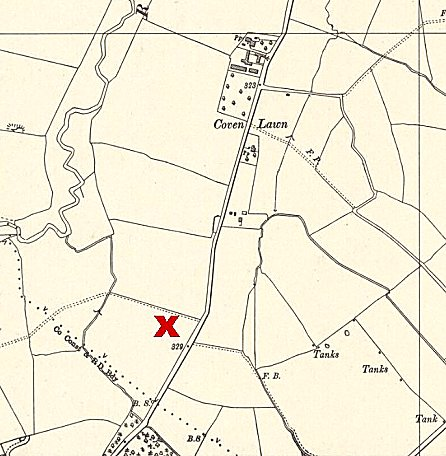 R
F
P
323
Coven Lawn
P
F. P.
X
329
Co. Const. & R.D. Bdy.
V.
V.
Tanks
Tanks
F. B.
B. S.
B.S.
Tank